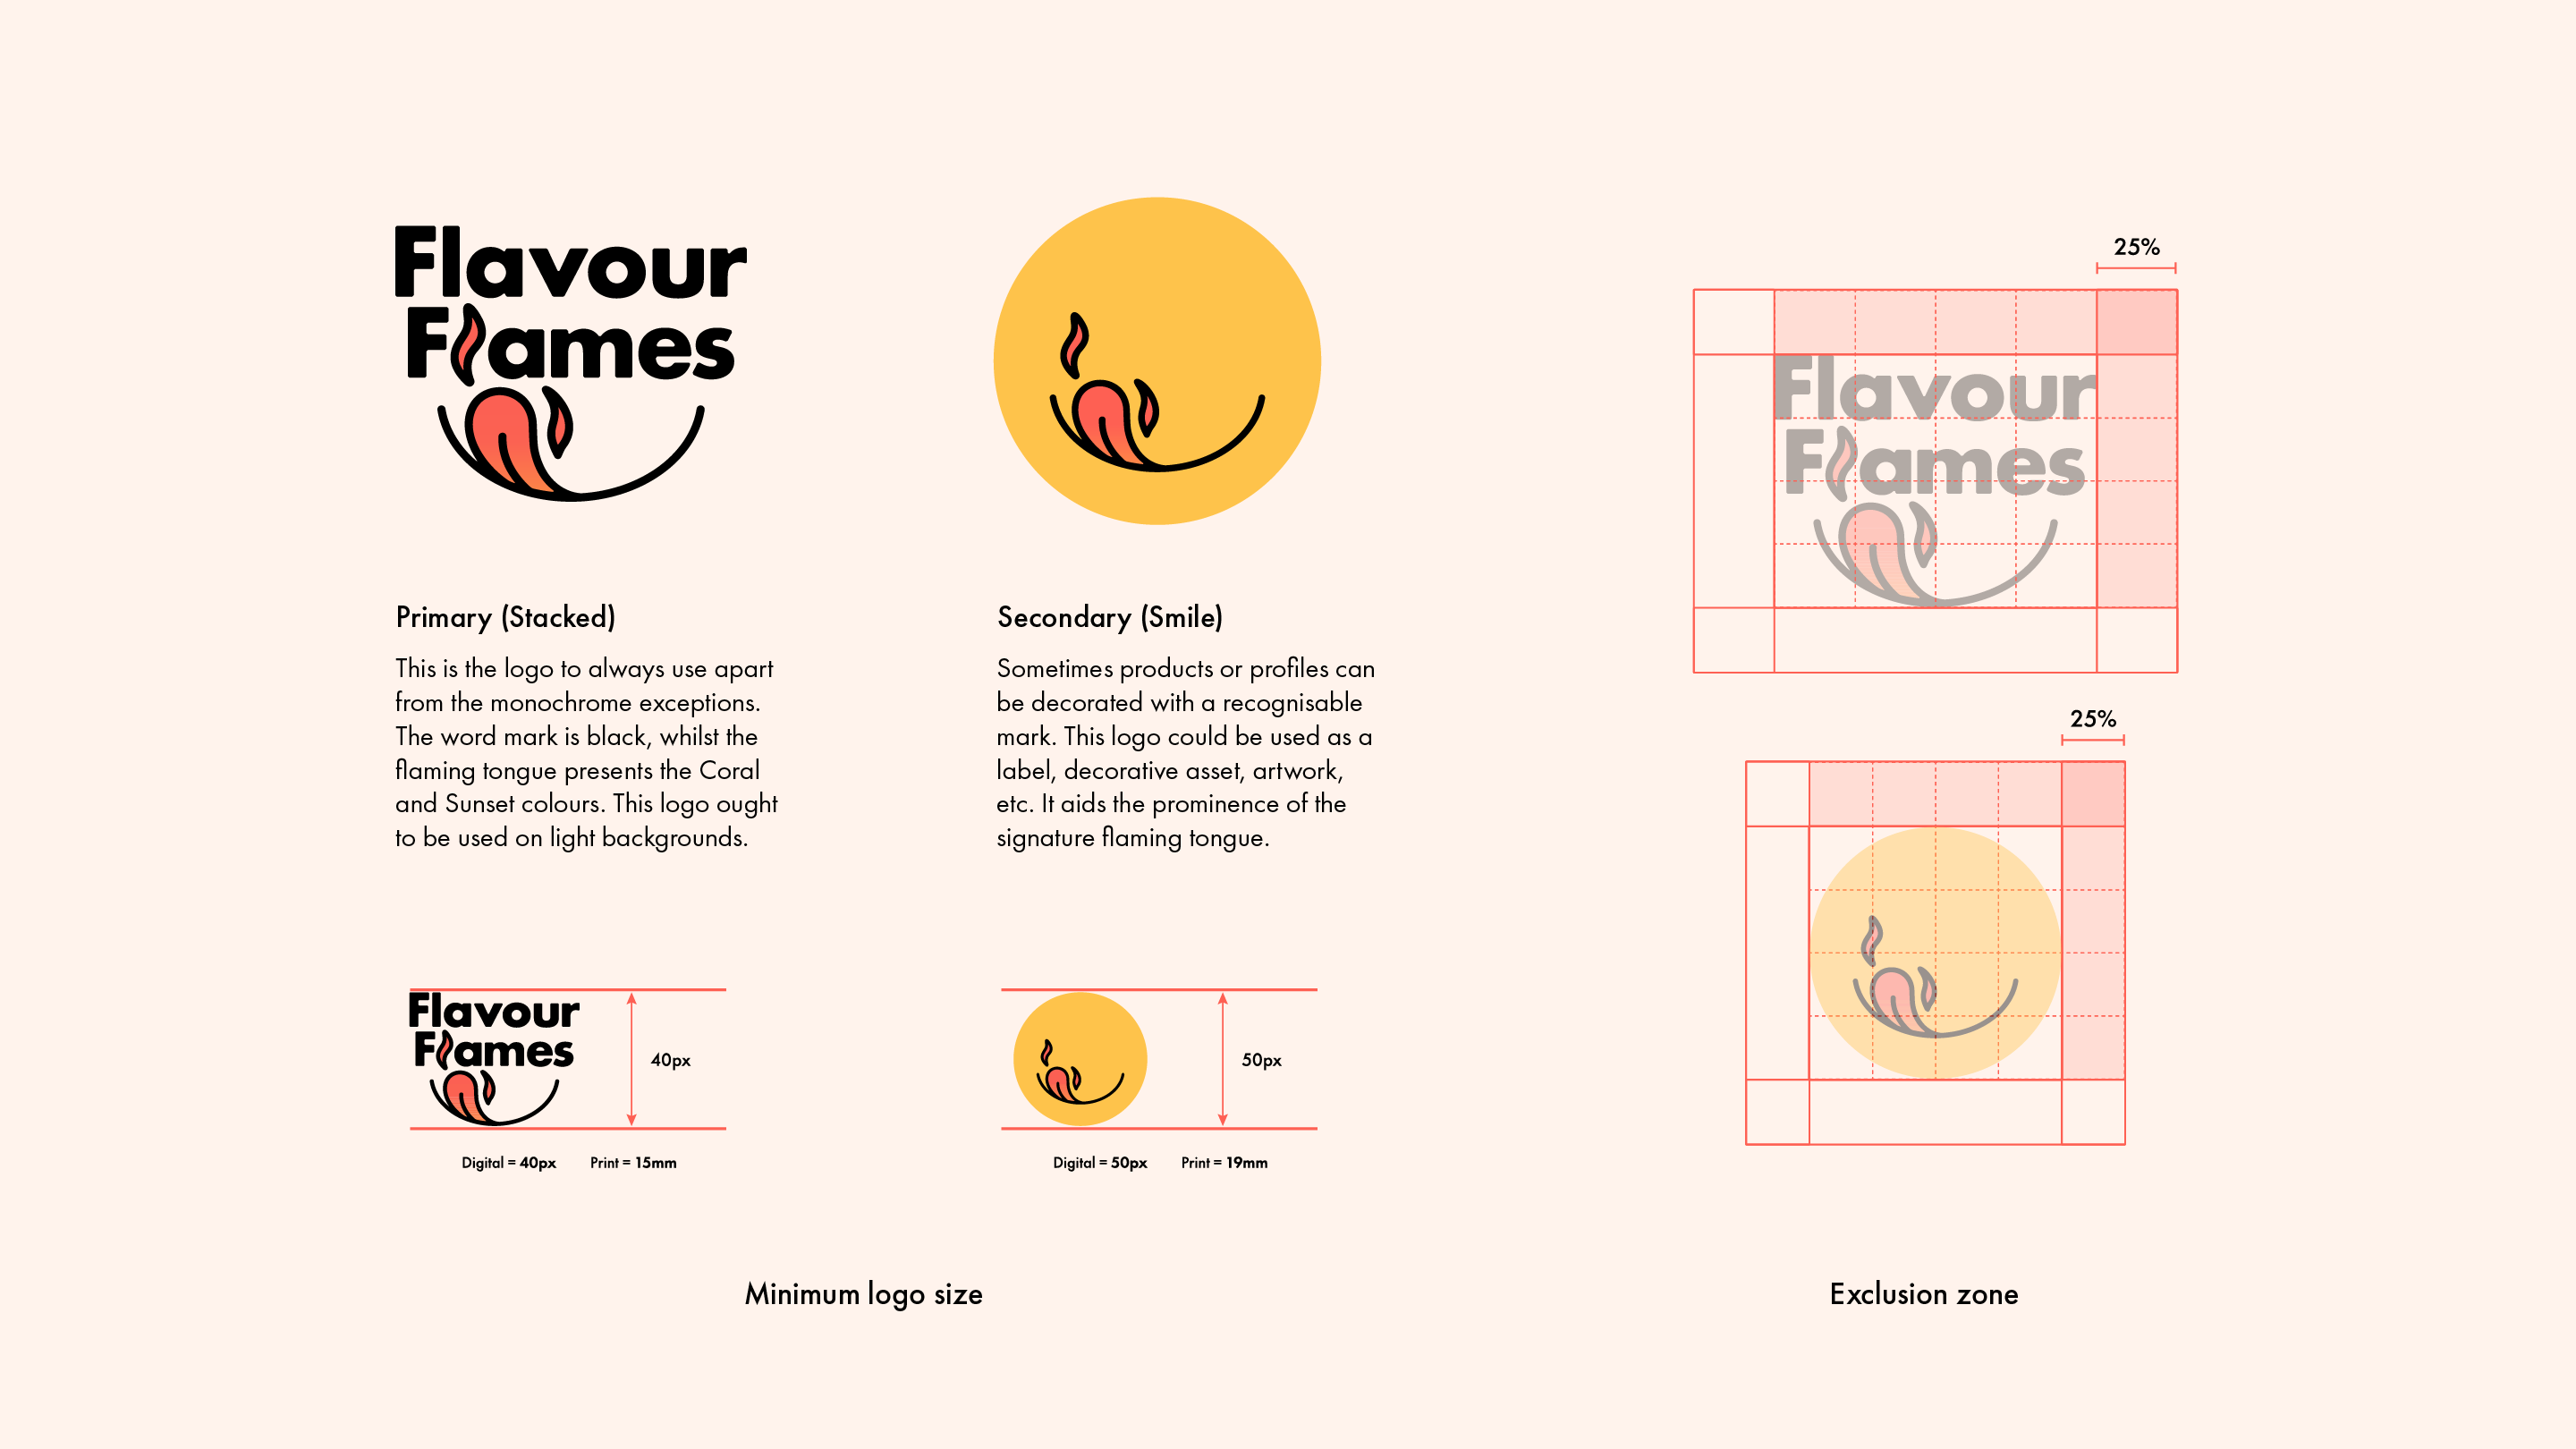 Flavour
Flames
Primary (Stacked)
This is the logo to always use apart
from the monochrome exceptions.
The word mark is black, whilst the
flaming tongue presents the Coral
and Sunset colours. This logo ought
to be used on light backgrounds.
Secondary (Smile)
Sometimes products or profiles can
be decorated with a recognisable
mark. This logo could be used as a
label, decorative asset, artwork,
etc. It aids the prominence of the
signature flaming tongue.
Flavour
Flames
40px
Digital = 40px Print = 15mm
50px
Digital = 50px Print = 19mm
Minimum logo size
25%
Flavour
Flames
25%
Exclusion zone